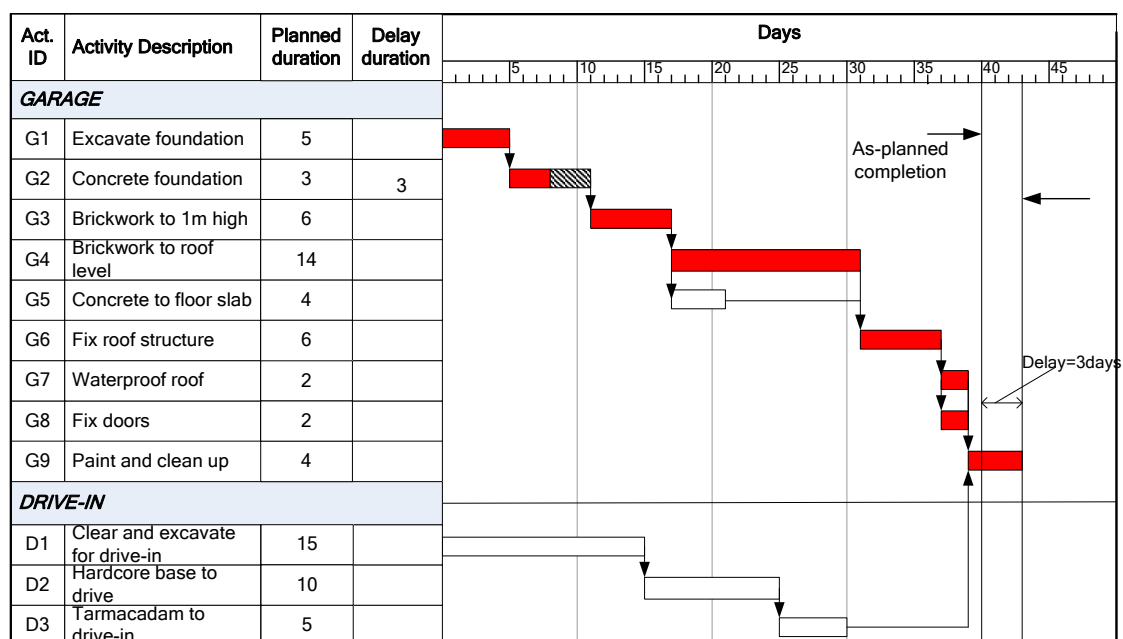 Act. ID Activity Description Planned duration Delay duration Days
5 10 15 20 25 30 35 40 45
GARAGE
G1 Excavate foundation 5
As-planned completion
G2 Concrete foundation 3 3
G3 Brickwork to 1m high 6
G4 Brickwork to roof level 14
G5 Concrete to floor slab 4
G6 Fix roof structure 6
Delay=3days
G7 Waterproof roof 2
G8 Fix doors 2
G9 Paint and clean up 4
DRIVE-IN
D1 Clear and excavate for drive-in 15
D2 Hardcore base to drive 10
D3 Tarmacadam to drive-in 5